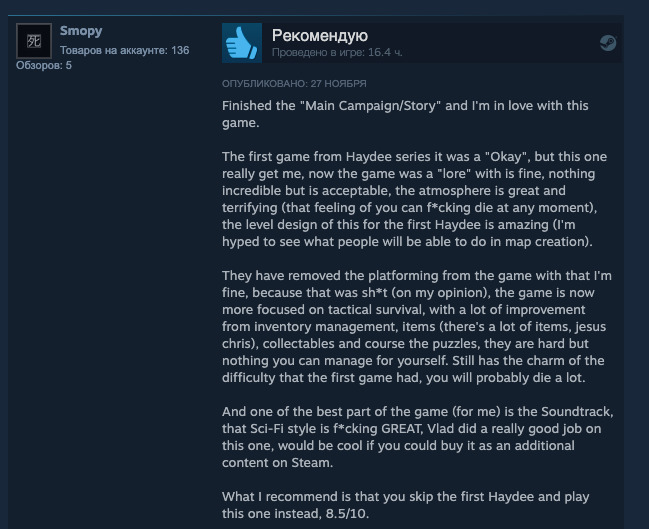 Smopy
Товаров на аккаунте: 136
Обзоров: 5
死
Рекомендую
Проведено в игре: 16.4 ч.
ОПУБЛИКОВАНО: 27 НОЯБРЯ
Finished the "Main Campaign/Story" and I'm in love with this
game.
The first game from Haydee series it was a "Okay", but this one
really get me, now the game was a "lore" with is fine, nothing
incredible but is acceptable, the atmosphere is great and
terrifying (that feeling of you can f*cking die at any moment),
the level design of this for the first Haydee is amazing (I'm
hyped to see what people will be able to do in map creation).
They have removed the platforming from the game with that I'm
fine, because that was sh*t (on my opinion), the game is now
more focused on tactical survival, with a lot of improvement
from inventory management, items (there's a lot of items, jesus
chris), collectables and course the puzzles, they are hard but
nothing you can manage for yourself. Still has the charm of the
difficulty that the first game had, you will probably die a lot.
And one of the best part of the game (for me) is the Soundtrack,
that Sci-Fi style is f*cking GREAT, Vlad did a really good job on
this one, would be cool if you could buy it as an additional
content on Steam.
What I recommend is that you skip the first Haydee and play
this one instead, 8.5/10.